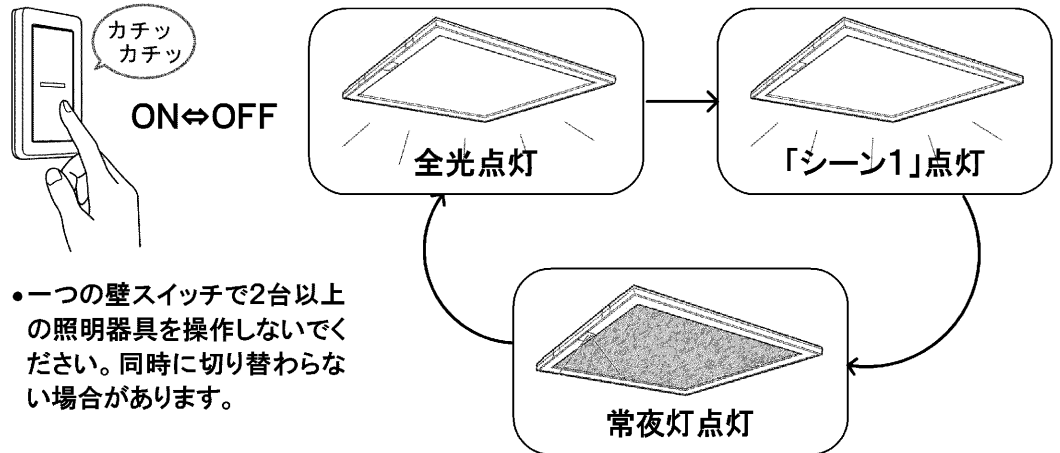 カチッ
カチッ
ON⇔OFF
全光点灯
「シーン1」点灯
常夜灯点灯
•一つの壁スイッチで2台以上
の照明器具を操作しないでく
ださい。同時に切り替わらな
い場合があります。